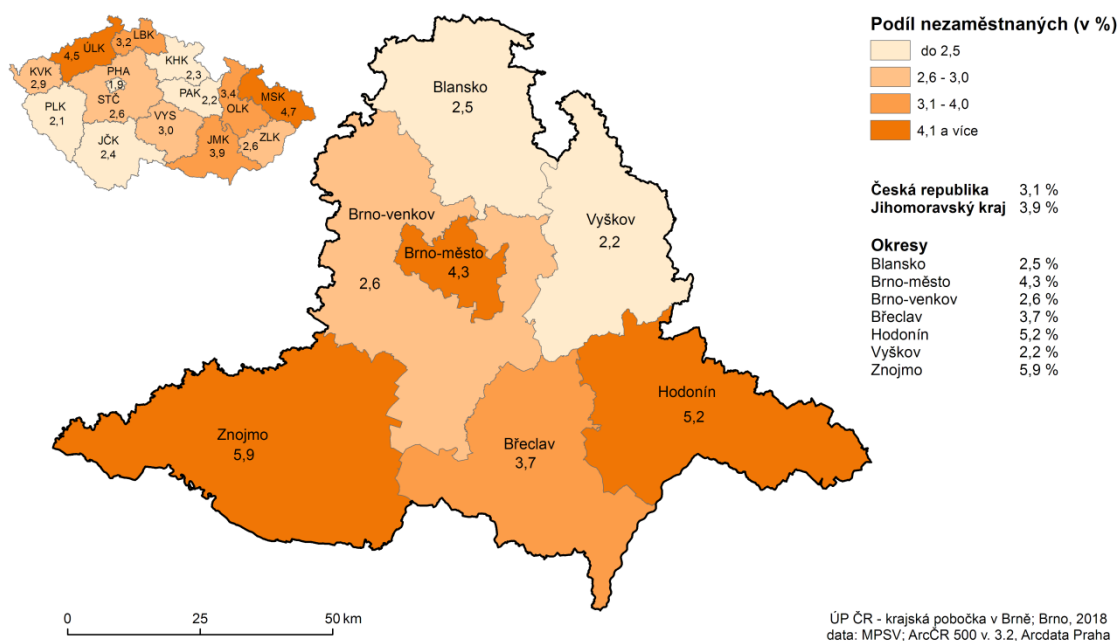 ÚLK
4,5
LBK
3,2
KHK
2,3
KVK
2,9
PHA
1,9
STČ
2,6
PAK
2,2
3,4
OLK
MSK
4,7
PLK
2,1
VYS
3,0
JČK
2,4
JMK
3,9
ZLK
2,6
Blansko
2,5
Brno-venkov
2,6
Brno-město
4,3
Vyškov
2,2
Znojmo
5,9
Břeclav
3,7
Hodonín
5,2
Podíl nezaměstnaných (v %)
do 2,5
2,6 - 3,0
3,1 - 4,0
4,1 a více
Česká republika 3,1 %
Jihomoravský kraj 3,9 %
Okresy
Blansko 2,5 %
Brno-město 4,3 %
Brno-venkov 2,6 %
Břeclav 3,7 %
Hodonín 5,2 %
Vyškov 2,2 %
Znojmo 5,9 %
0 25 50 km
ÚP ČR - krajská pobočka v Brně; Brno, 2018
data: MPSV; ArcČR 500 v. 3.2, Arcdata Praha